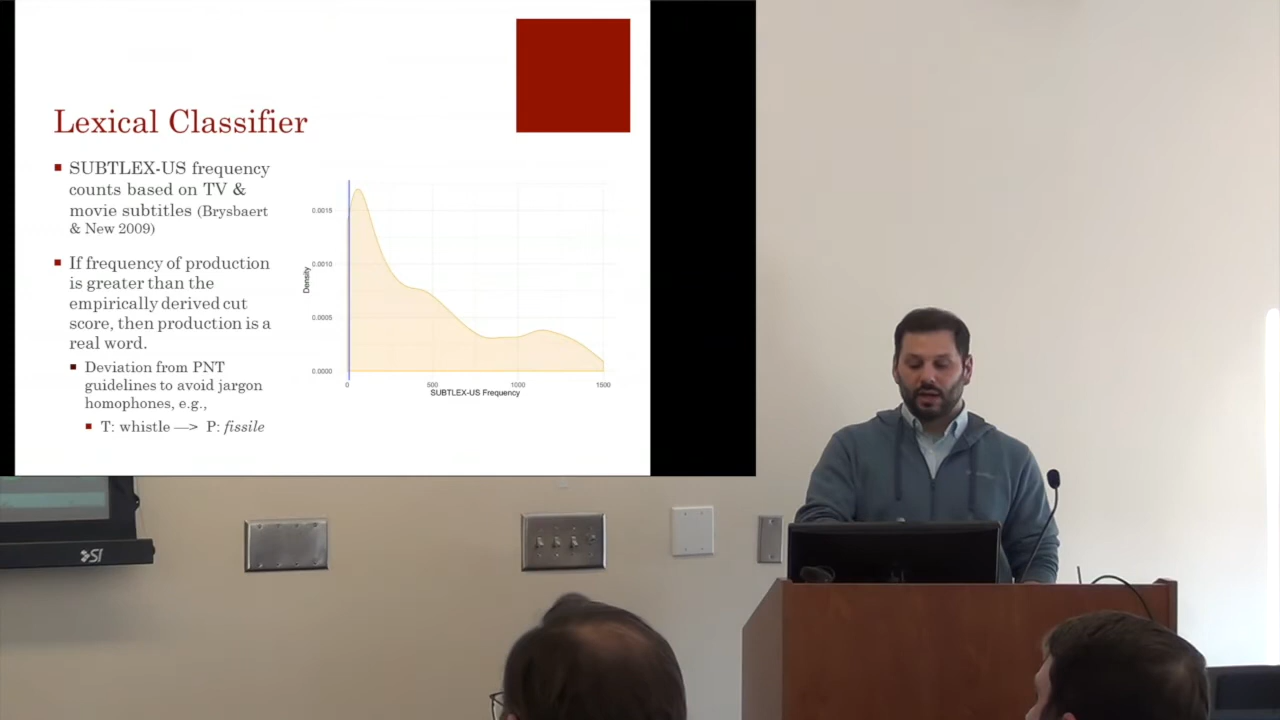 Lexical Classifier
▪ SUBTLEX-US frequency
counts based on TV &
movie subtitles (Brysbaert
& New 2009)
▪ If frequency of production
is greater than the
empirically derived cut
score, then production is a
real word.
▪ Deviation from PNT
guidelines to avoid jargon
homophones, e.g.,
▪ T: whistle —> P: fissile
0.0015
0.0010
0.0005
0.0000
Density
0
500
1000
1500
SUBTLEX-US Frequency
SI